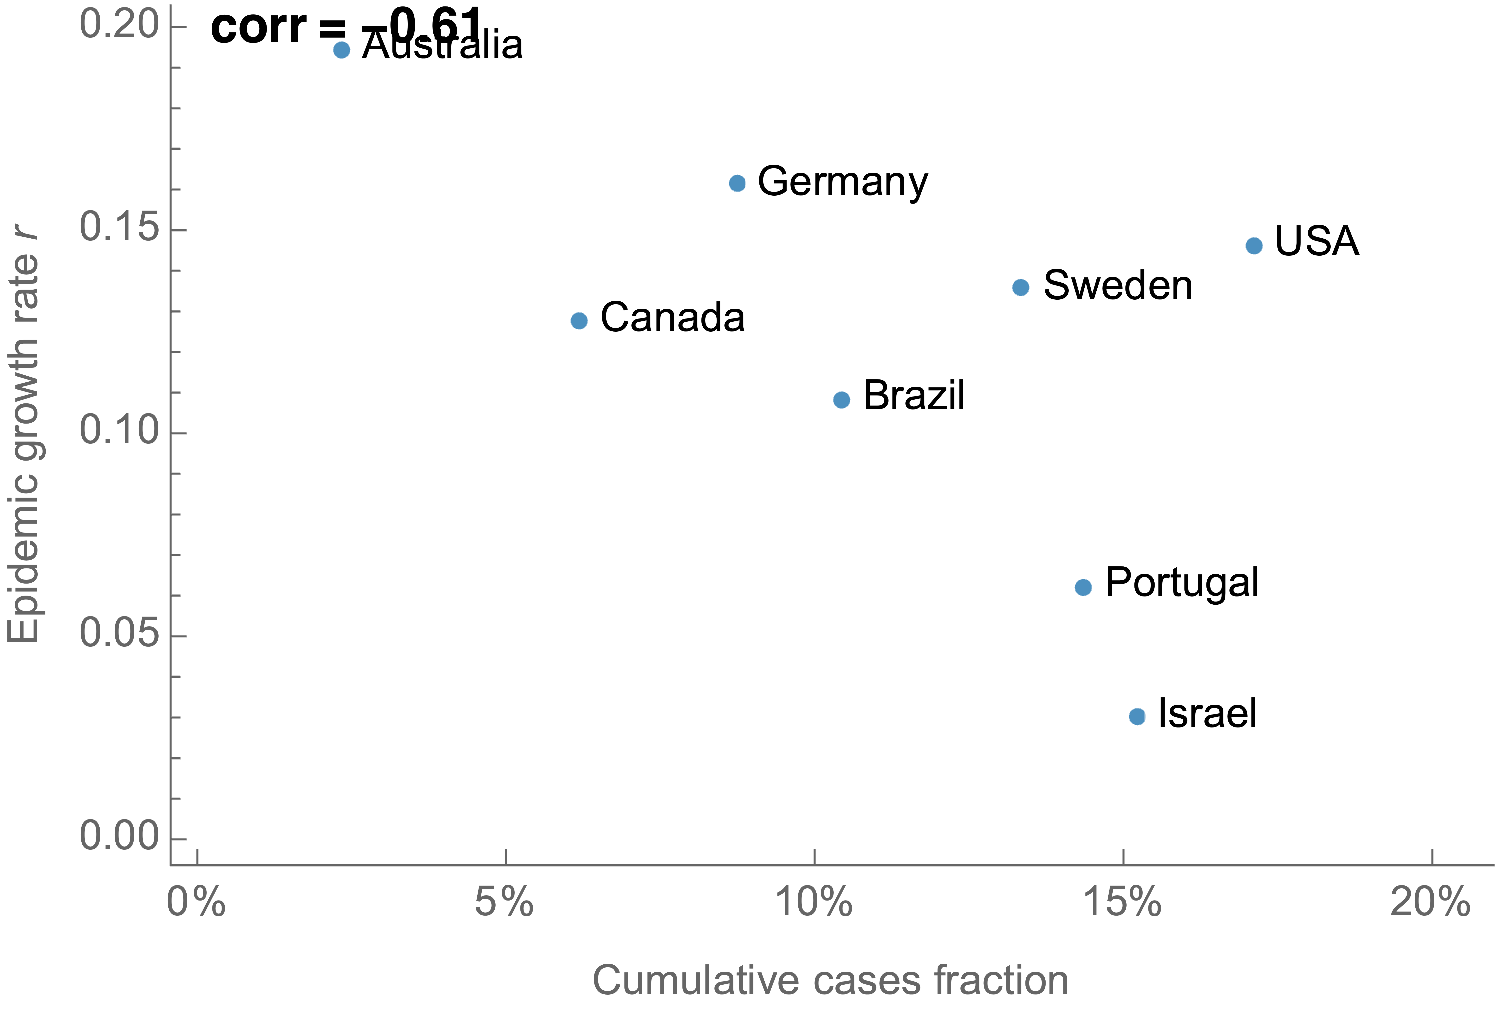 corr = −0.61
0.20
Australia
Germany
0.15
USA
Sweden
Canada
Brazil
0.10
Portugal
0.05
Israel
0.00
Epidemic growth rate r
0% 5% 10% 15% 20%
Cumulative cases fraction